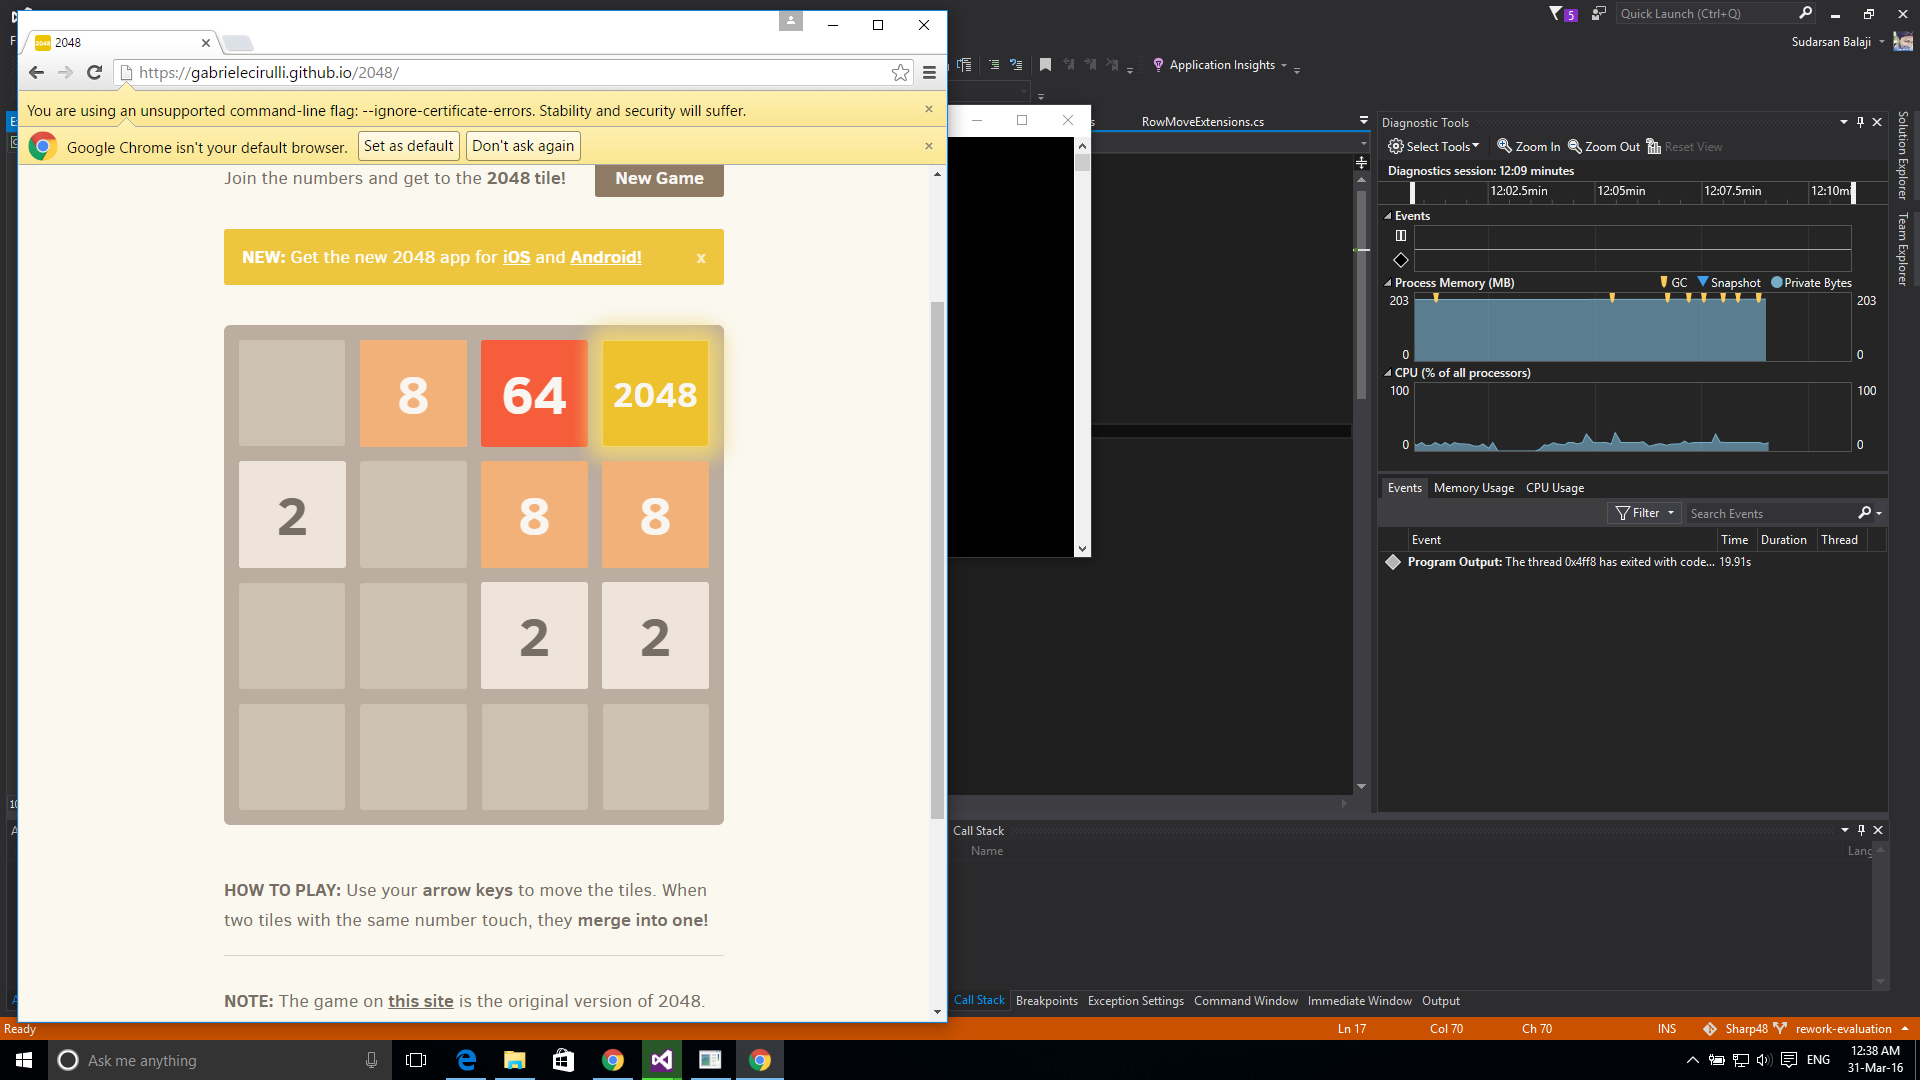 2048
https://gabrielecirulli.github.io/2048/
You are using an unsupported command-line flag: --ignore-certificate-errors. Stability and security will suffer.
Google Chrome isn't your default browser. Set as default Don't ask again
Join the numbers and get to the 2048 tile! New Game
NEW: Get the new 2048 app for iOS and Android! x
8 64 2048
2 8 8
2 2
HOW TO PLAY: Use your arrow keys to move the tiles. When
two tiles with the same number touch, they merge into one!
NOTE: The game on this site is the original version of 2048.
5 Quick Launch (Ctrl+Q)
Sudarsan Balaji
Application Insights
RowMoveExtensions.cs
Diagnostic Tools
Select Tools Zoom In Zoom Out Reset View
Diagnostics session: 12:09 minutes
12:02.5min 12:05min 12:07.5min 12:10mi
Events
Process Memory (MB) GC Snapshot Private Bytes
203 203
0 0
CPU (% of all processors)
100 100
0 0
Events Memory Usage CPU Usage
Filter Search Events
Event Time Duration Thread
Program Output: The thread 0x4ff8 has exited with code... 19.91s
Solution Explorer
Team Explorer
Call Stack
Name Lang
Call Stack Breakpoints Exception Settings Command Window Immediate Window Output
Ready Ln 17 Col 70 Ch 70 INS Sharp48 rework-evaluation
Ask me anything ENG 12:38 AM
31-Mar-16